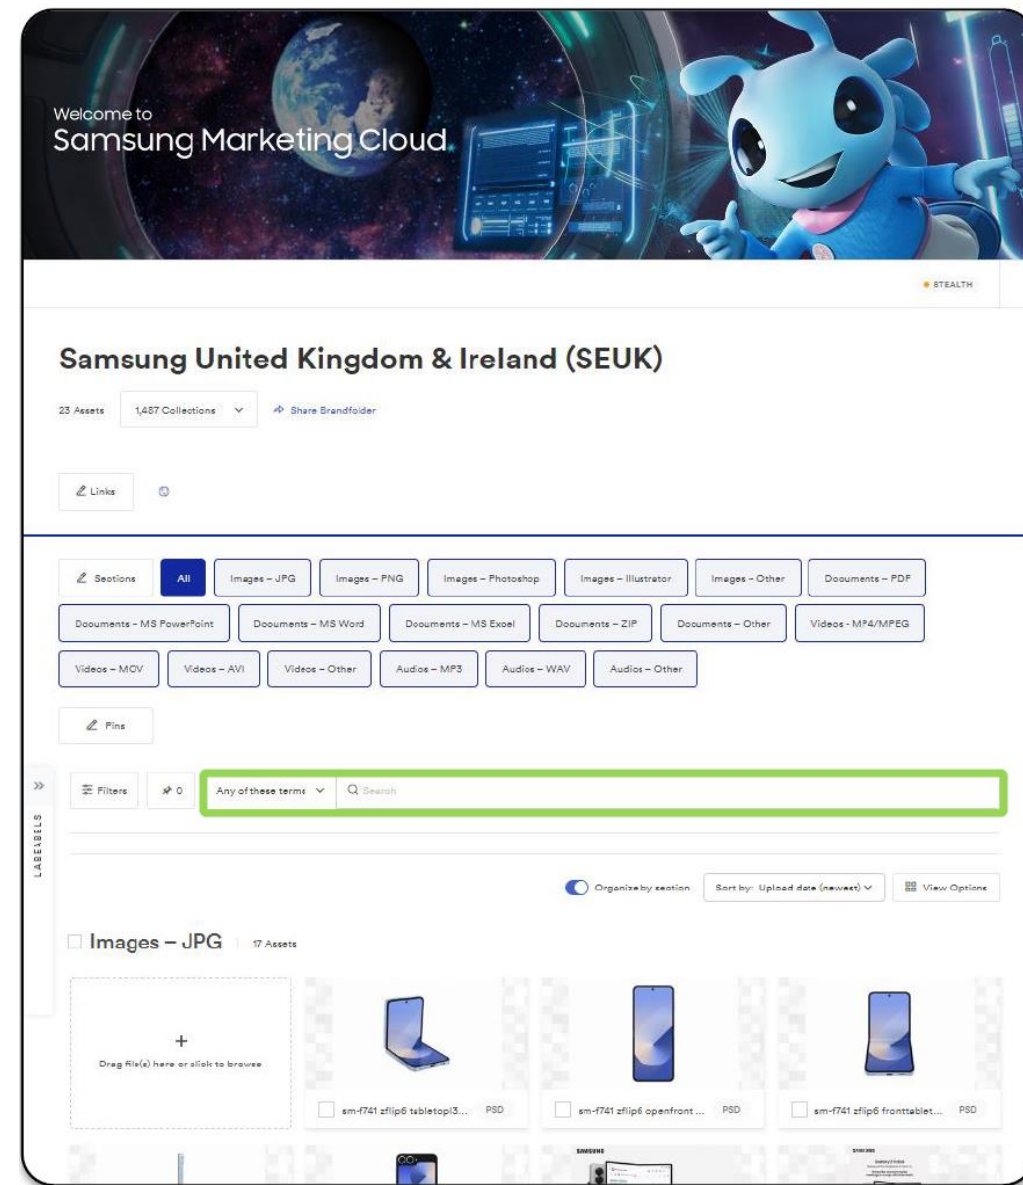 Welcome to
Samsung Marketing Cloud
STEALTH
Samsung United Kingdom & Ireland (SEUK)
23 Assets 1,487 Collections Share Brandfolder
Links
Sections All Images – JPG Images – PNG Images – Photoshop Images – Illustrator Images – Other Documents – PDF
Documents – MS PowerPoint Documents – MS Word Documents – MS Excel Documents – ZIP Documents – Other Videos - MP4/MPEG
Videos – MOV Videos – AVI Videos – Other Audios – MP3 Audios – WAV Audios – Other
Pins
Filters 0 Any of these terms Search
Organize by section Sort by: Upload date (newest) View Options
Images – JPG 17 Assets
Drag file(s) here or click to browse
sm-f741 zflip6 tabletopl3... PSD sm-f741 zflip6 openfront ... PSD sm-f741 zflip6 fronttablet... PSD
SAMSUNG